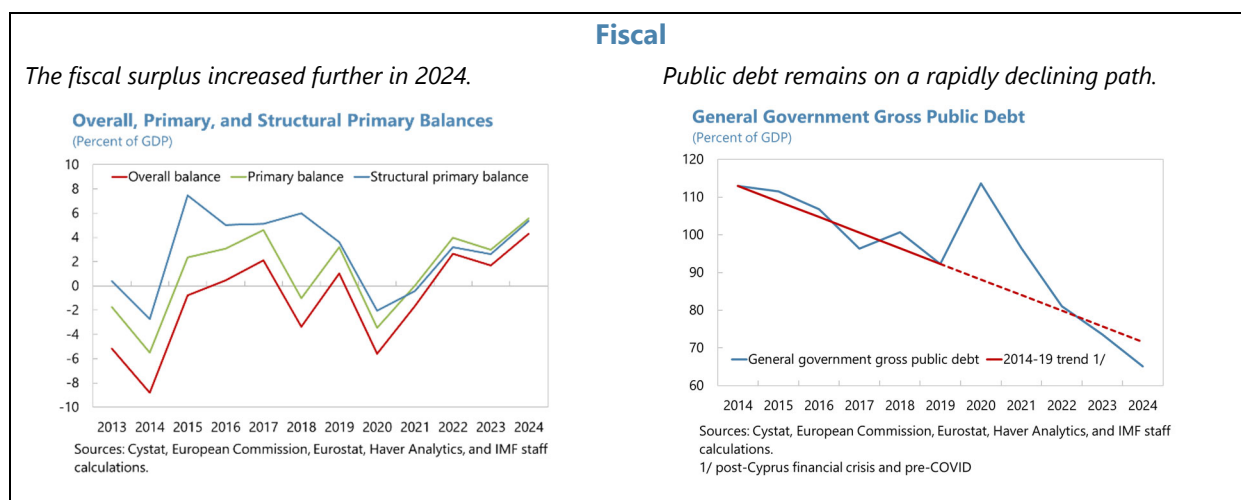 Fiscal
The fiscal surplus increased further in 2024.
Overall, Primary, and Structural Primary Balances
(Percent of GDP)
10
8
6
4
2
0
-2
-4
-6
-8
-10
Overall balance Primary balance Structural primary balance
2013 2014 2015 2016 2017 2018 2019 2020 2021 2022 2023 2024
Sources: Cystat, European Commission, Eurostat, Haver Analytics, and IMF staff
calculations.
Public debt remains on a rapidly declining path.
General Government Gross Public Debt
(Percent of GDP)
120
110
100
90
80
70
60
General government gross public debt 2014-19 trend 1/
2014 2015 2016 2017 2018 2019 2020 2021 2022 2023 2024
Sources: Cystat, European Commission, Eurostat, Haver Analytics, and IMF staff
calculations.
1/ post-Cyprus financial crisis and pre-COVID